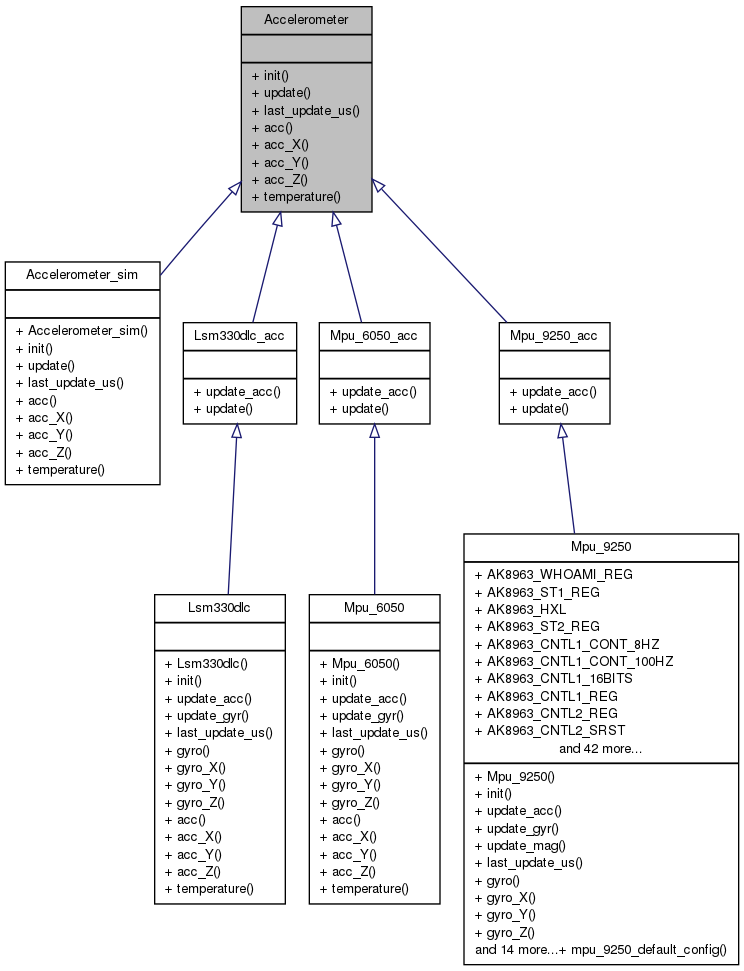 Accelerometer
+ init()
+ update()
+ last_update_us()
+ acc()
+ acc_X()
+ acc_Y()
+ acc_Z()
+ temperature()
Accelerometer_sim
+ Accelerometer_sim()
+ init()
+ update()
+ last_update_us()
+ acc()
+ acc_X()
+ acc_Y()
+ acc_Z()
+ temperature()
Lsm330dlc_acc
+ update_acc()
+ update()
Mpu_6050_acc
+ update_acc()
+ update()
Mpu_9250_acc
+ update_acc()
+ update()
Lsm330dlc
+ Lsm330dlc()
+ init()
+ update_acc()
+ update_gyr()
+ last_update_us()
+ gyro()
+ gyro_X()
+ gyro_Y()
+ gyro_Z()
+ acc()
+ acc_X()
+ acc_Y()
+ acc_Z()
+ temperature()
Mpu_6050
+ Mpu_6050()
+ init()
+ update_acc()
+ update_gyr()
+ last_update_us()
+ gyro()
+ gyro_X()
+ gyro_Y()
+ gyro_Z()
+ acc()
+ acc_X()
+ acc_Y()
+ acc_Z()
+ temperature()
Mpu_9250
+ AK8963_WHOAMI_REG
+ AK8963_ST1_REG
+ AK8963_HXL
+ AK8963_ST2_REG
+ AK8963_CNTL1_CONT_8HZ
+ AK8963_CNTL1_CONT_100HZ
+ AK8963_CNTL1_16BITS
+ AK8963_CNTL1_REG
+ AK8963_CNTL2_REG
+ AK8963_CNTL2_SRST
and 42 more...
+ Mpu_9250()
+ init()
+ update_acc()
+ update_gyr()
+ update_mag()
+ last_update_us()
+ gyro()
+ gyro_X()
+ gyro_Y()
+ gyro_Z()
and 14 more...+ mpu_9250_default_config()